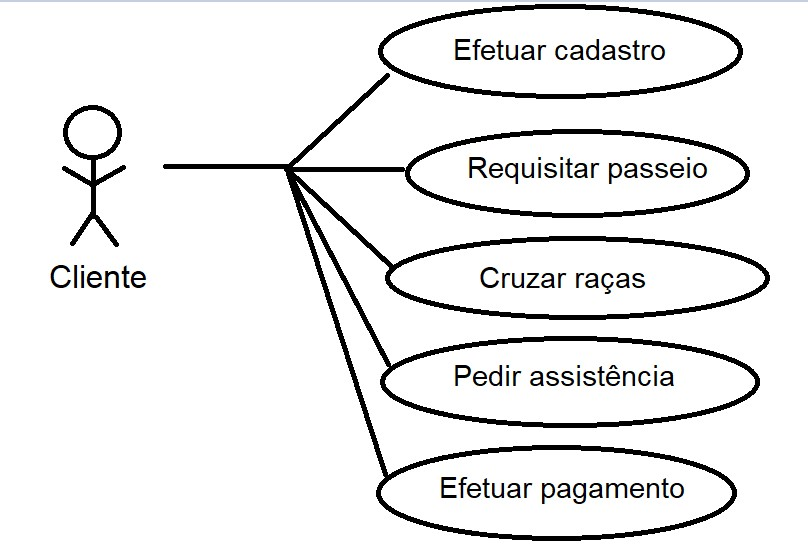 Efetuar cadastro
Requisitar passeio
Cliente
Cruzar raças
Pedir assistência
Efetuar pagamento